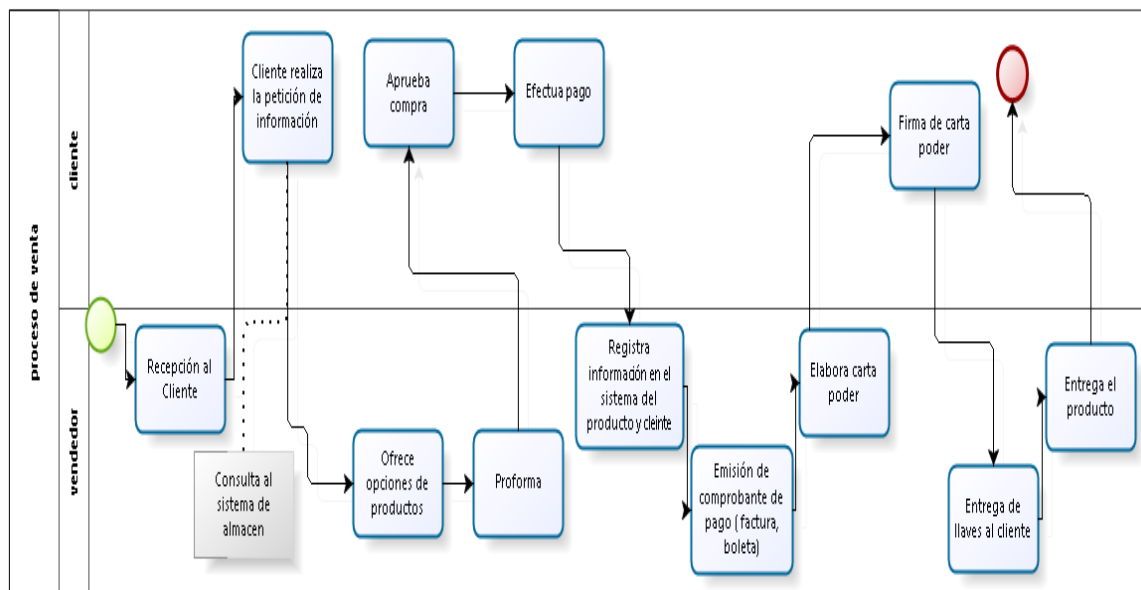 proceso de venta
cliente
vendedor
Cliente realiza
la petición de
información
Aprueba
compra
Efectua pago
Firma de carta
poder
Recepción al
Cliente
Consulta al
sistema de
almacen
Ofrece
opciones de
productos
Proforma
Registra
información en el
sistema del
producto y cleinte
Emisión de
comprobante de
pago ( factura,
boleta)
Elabora carta
poder
Entrega de
llaves al cliente
Entrega el
producto